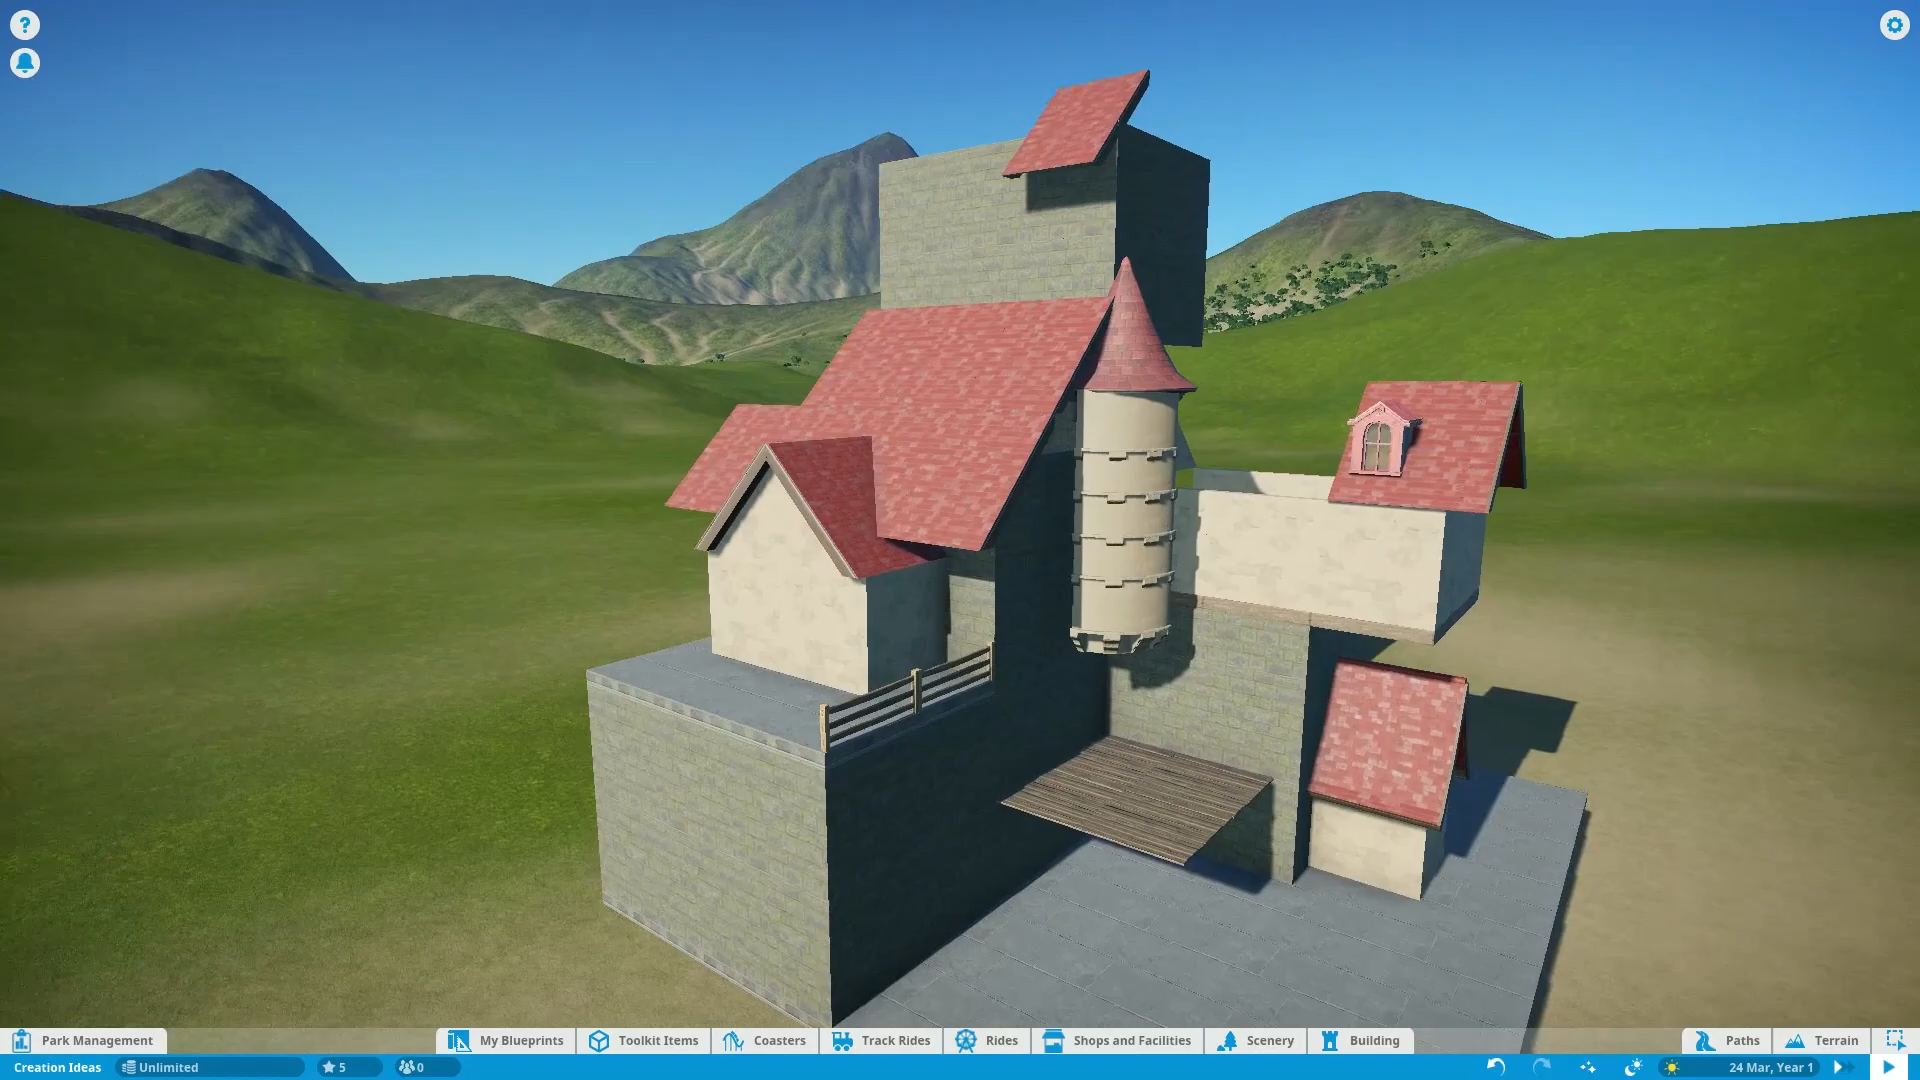 ?
Park Management
My Blueprints
Toolkit Items
Coasters
Track Rides
Rides
Shops and Facilities
Scenery
Building
Paths
Terrain
Creation Ideas
Unlimited
5
0
24 Mar, Year 1